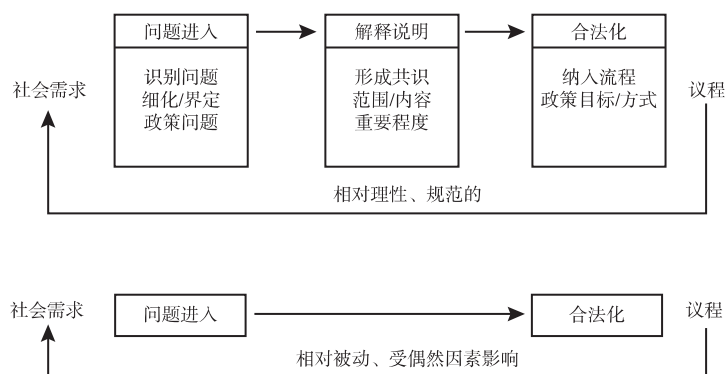 问题进入
解释说明
合法化
社会需求
识别问题
细化/界定
政策问题
形成共识
范围/内容
重要程度
纳入流程
政策目标/方式
议程
相对理性、规范的
社会需求
问题进入
合法化
议程
相对被动、受偶然因素影响